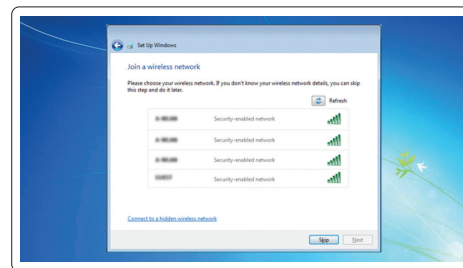 Set Up Windows
Join a wireless network
Please choose your wireless network. If you don't know your wireless network details, you can skip
this step and do it later.
Refresh
Security-enabled network
Security-enabled network
Security-enabled network
Security-enabled network
Connect to a hidden wireless network
Skip Next